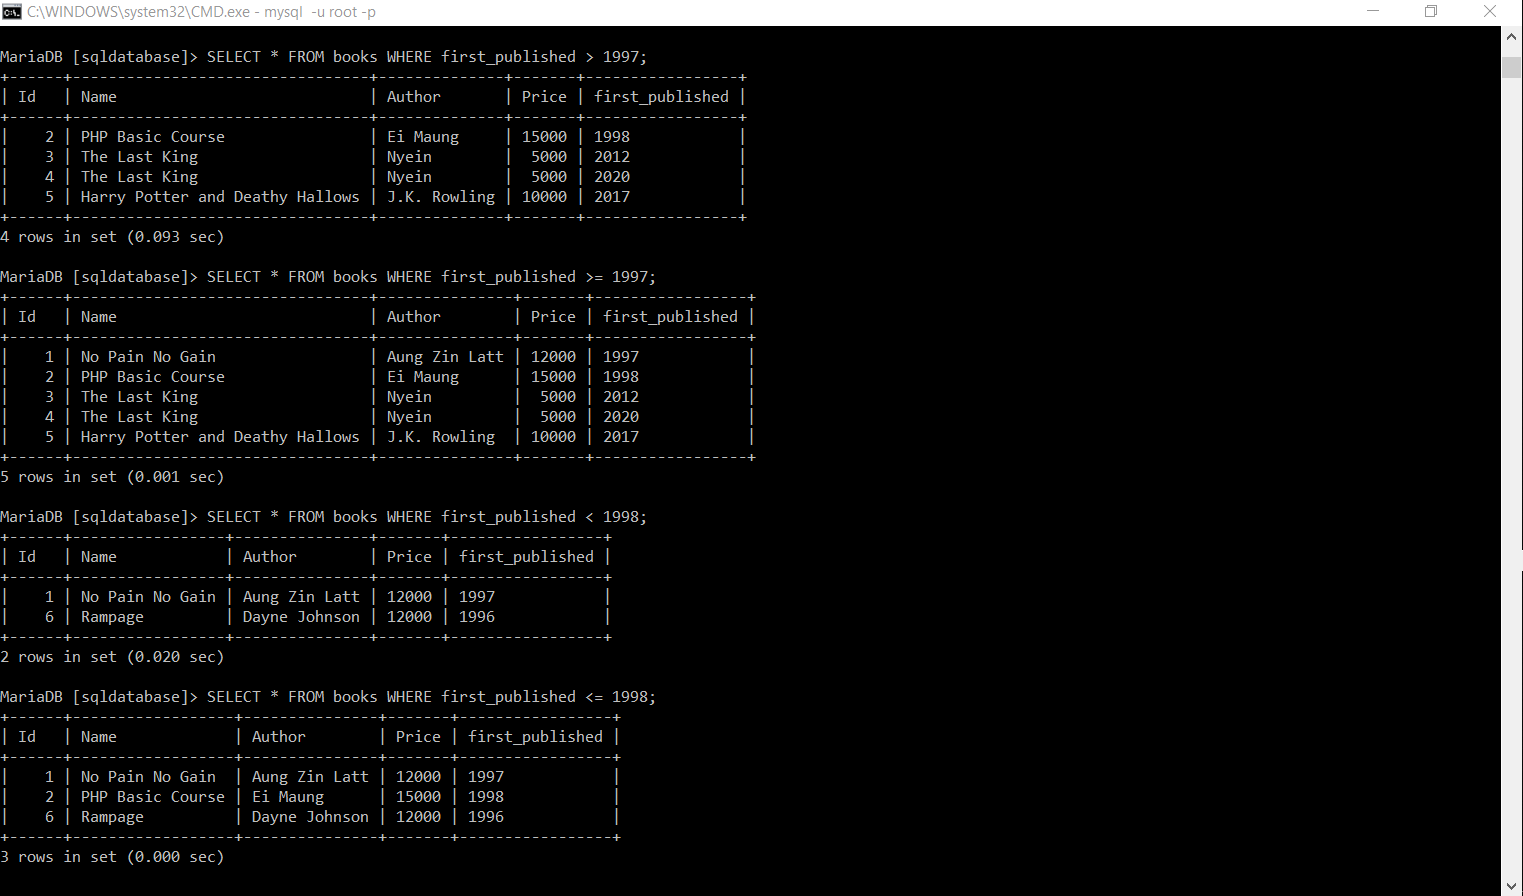 C:\WINDOWS\system32\CMD.exe - mysql  -u root -p
MariaDB [sqldatabase]> SELECT * FROM books WHERE first_published > 1997;
+------+---------------------------------+--------------+-------+-----------------+
| Id   | Name                            | Author       | Price | first_published |
+------+---------------------------------+--------------+-------+-----------------+
|    2 | PHP Basic Course                | Ei Maung     | 15000 | 1998            |
|    3 | The Last King                   | Nyein        |  5000 | 2012            |
|    4 | The Last King                   | Nyein        |  5000 | 2020            |
|    5 | Harry Potter and Deathy Hallows | J.K. Rowling | 10000 | 2017            |
+------+---------------------------------+--------------+-------+-----------------+
4 rows in set (0.093 sec)
MariaDB [sqldatabase]> SELECT * FROM books WHERE first_published >= 1997;
+------+---------------------------------+---------------+-------+-----------------+
| Id   | Name                            | Author        | Price | first_published |
+------+---------------------------------+---------------+-------+-----------------+
|    1 | No Pain No Gain                 | Aung Zin Latt | 12000 | 1997            |
|    2 | PHP Basic Course                | Ei Maung      | 15000 | 1998            |
|    3 | The Last King                   | Nyein         |  5000 | 2012            |
|    4 | The Last King                   | Nyein         |  5000 | 2020            |
|    5 | Harry Potter and Deathy Hallows | J.K. Rowling  | 10000 | 2017            |
+------+---------------------------------+---------------+-------+-----------------+
5 rows in set (0.001 sec)
MariaDB [sqldatabase]> SELECT * FROM books WHERE first_published < 1998;
+------+-----------------+---------------+-------+-----------------+
| Id   | Name            | Author        | Price | first_published |
+------+-----------------+---------------+-------+-----------------+
|    1 | No Pain No Gain | Aung Zin Latt | 12000 | 1997            |
|    6 | Rampage         | Dayne Johnson | 12000 | 1996            |
+------+-----------------+---------------+-------+-----------------+
2 rows in set (0.020 sec)
MariaDB [sqldatabase]> SELECT * FROM books WHERE first_published <= 1998;
+------+------------------+---------------+-------+-----------------+
| Id   | Name             | Author        | Price | first_published |
+------+------------------+---------------+-------+-----------------+
|    1 | No Pain No Gain  | Aung Zin Latt | 12000 | 1997            |
|    2 | PHP Basic Course | Ei Maung      | 15000 | 1998            |
|    6 | Rampage          | Dayne Johnson | 12000 | 1996            |
+------+------------------+---------------+-------+-----------------+
3 rows in set (0.000 sec)